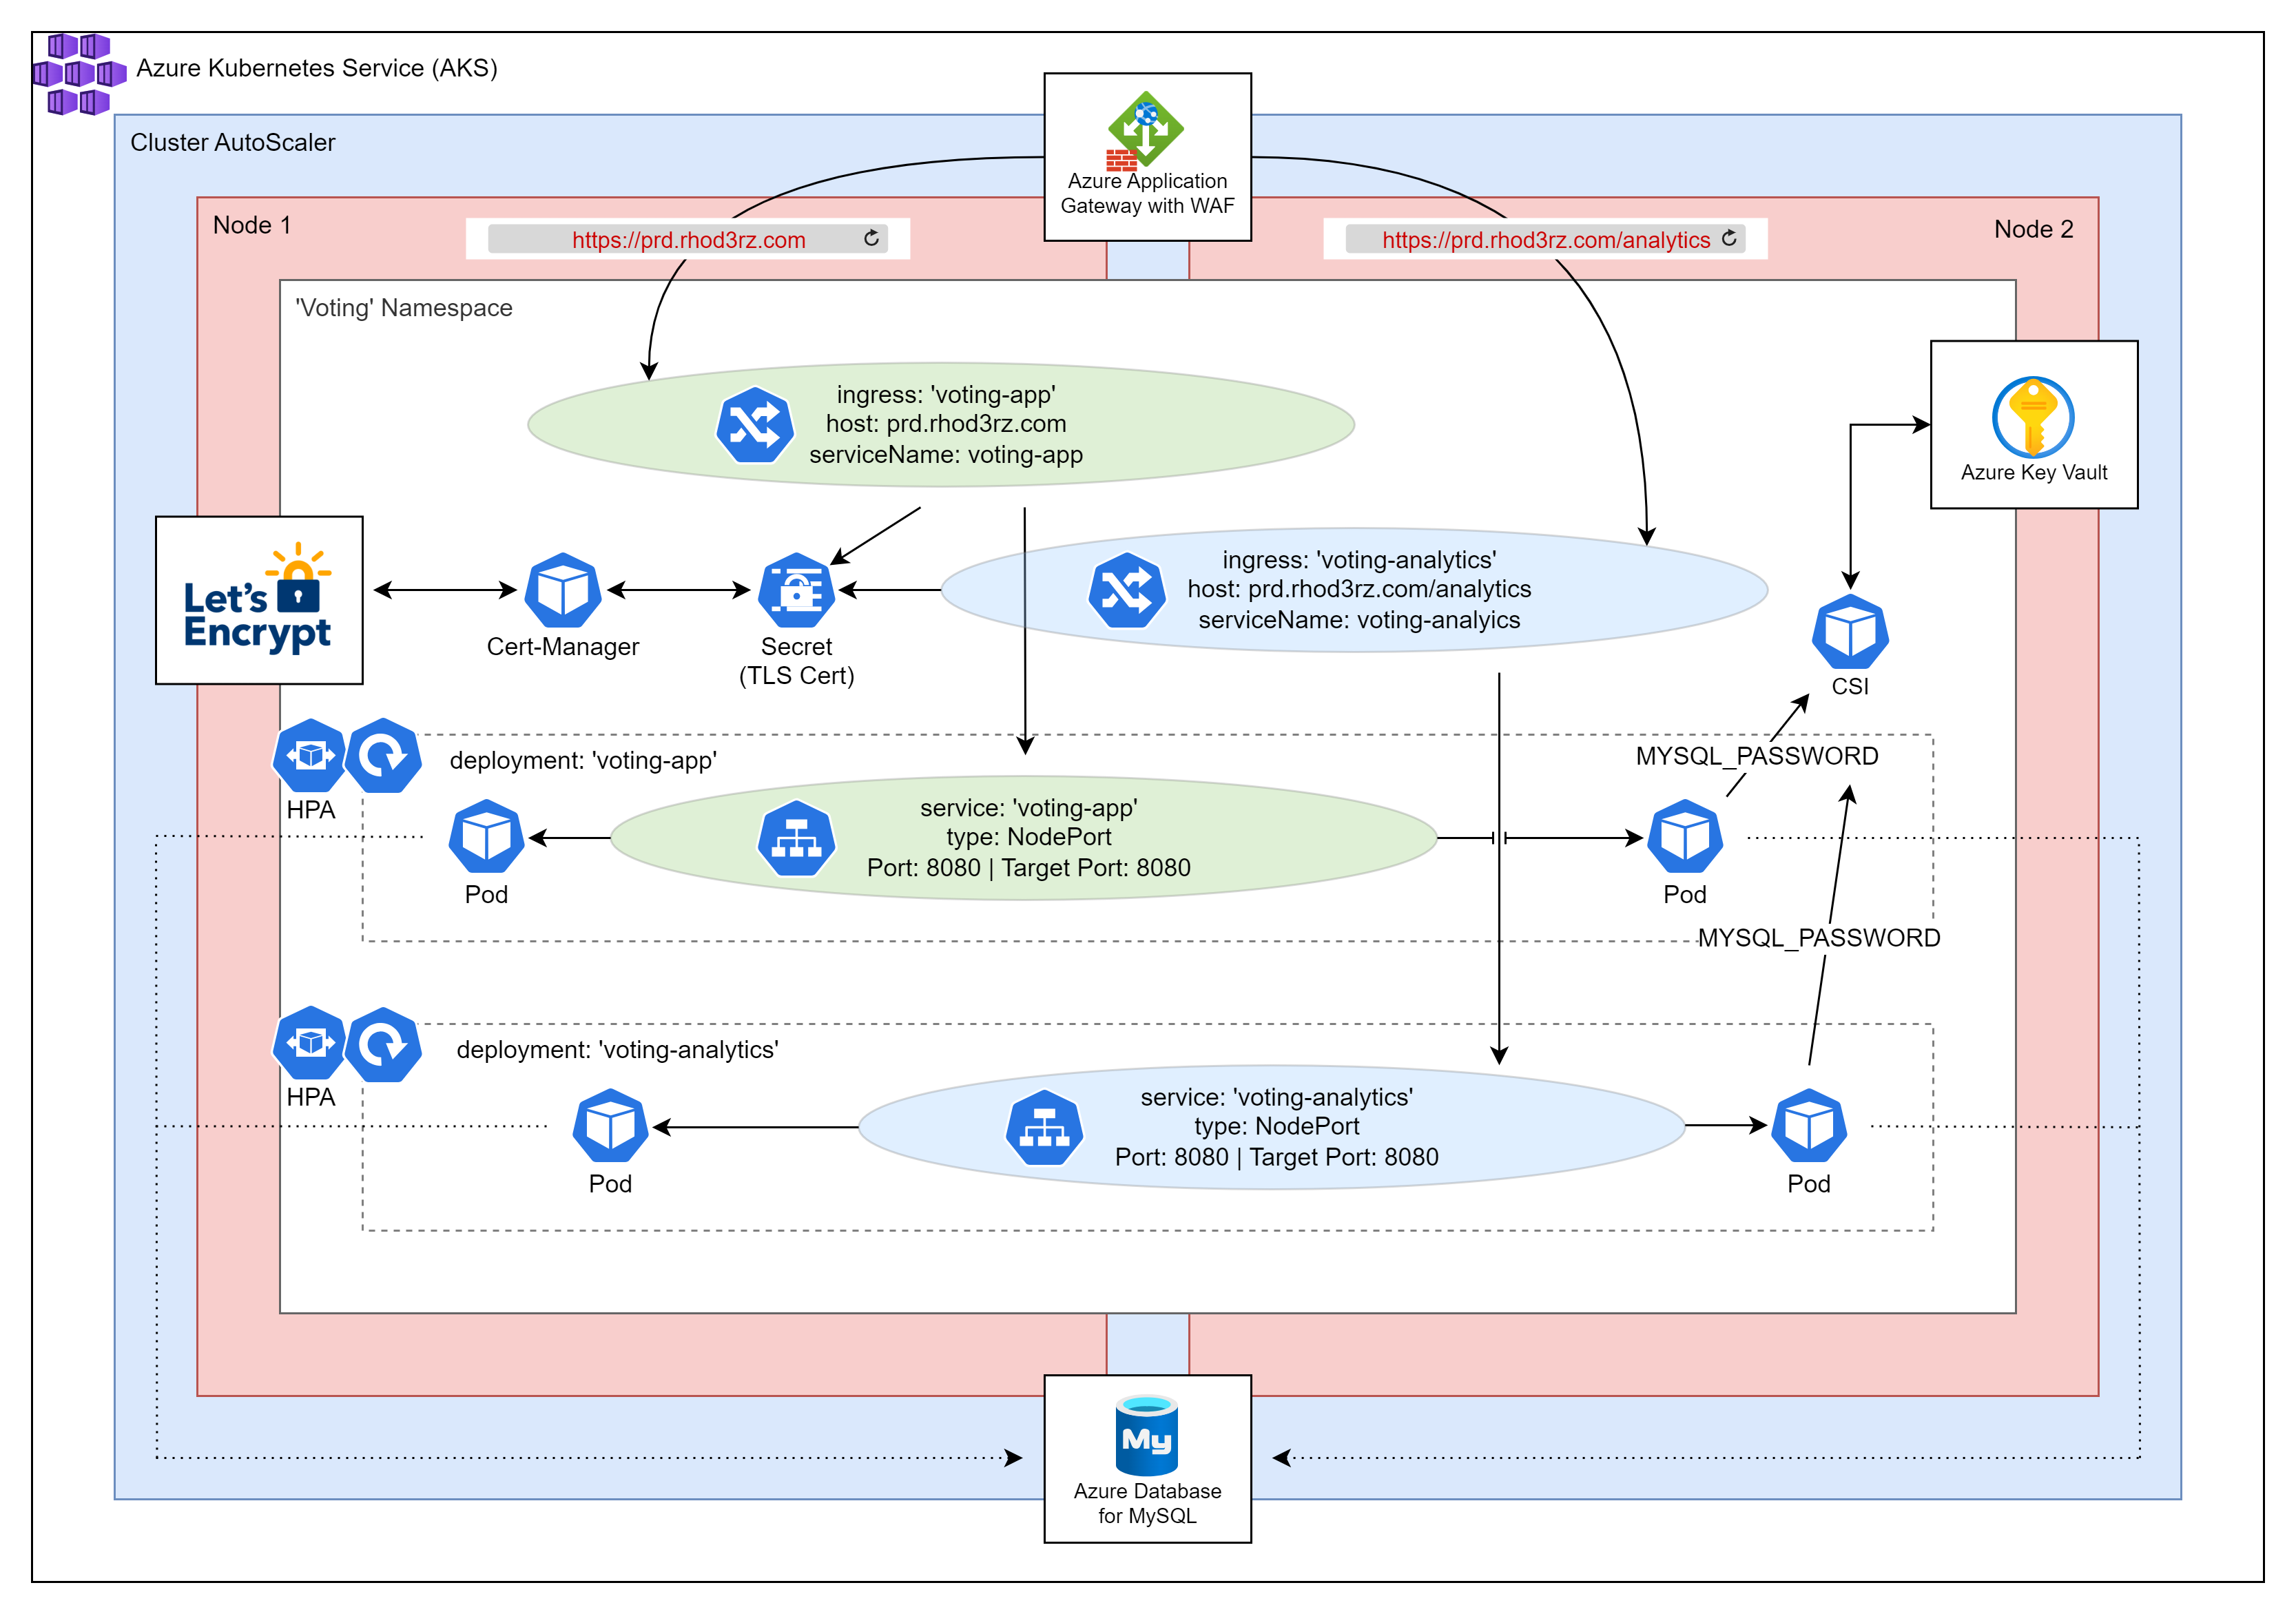 Azure Kubernetes Service (AKS)
Cluster AutoScaler
Azure Application
Gateway with WAF
Node 1
https://prd.rhod3rz.com
https://prd.rhod3rz.com/analytics
Node 2
'Voting' Namespace
ingress: 'voting-app'
host: prd.rhod3rz.com
serviceName: voting-app
Azure Key Vault
Let's
Encrypt
Cert-Manager
Secret
(TLS Cert)
ingress: 'voting-analytics'
host: prd.rhod3rz.com/analytics
serviceName: voting-analyics
CSI
HPA
deployment: 'voting-app'
MYSQL_PASSWORD
Pod
service: 'voting-app'
type: NodePort
Port: 8080 | Target Port: 8080
Pod
MYSQL_PASSWORD
HPA
deployment: 'voting-analytics'
Pod
service: 'voting-analytics'
type: NodePort
Port: 8080 | Target Port: 8080
Pod
My
Azure Database
for MySQL